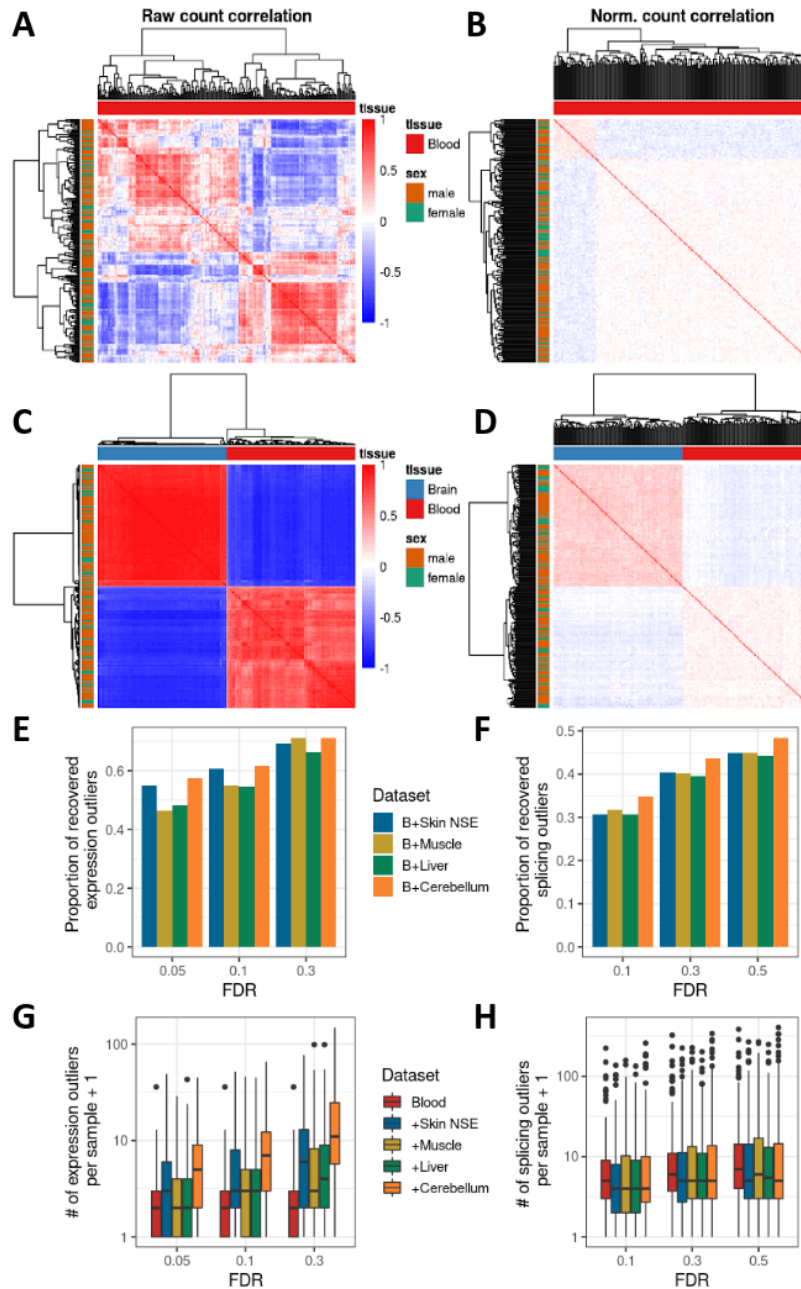 A
Raw count correlation
B
Norm. count correlation
tissue
tissue
Blood
sex
male
female
1
0.5
0
-0.5
-1
C
D
tissue
tissue
Brain
Blood
sex
male
female
1
0.5
0
-0.5
-1
E
Proportion of recovered
expression outliers
0.6
0.4
0.2
0.0
0.05
0.1
0.3
FDR
Dataset
B+Skin NSE
B+Muscle
B+Liver
B+Cerebellum
F
Proportion of recovered
splicing outliers
0.5
0.4
0.3
0.2
0.1
0.0
0.1
0.3
0.5
FDR
G
# of expression outliers
per sample + 1
100
10
1
0.05
0.1
0.3
FDR
Dataset
Blood
+Skin NSE
+Muscle
+Liver
+Cerebellum
H
# of splicing outliers
per sample + 1
100
10
1
0.1
0.3
0.5
FDR